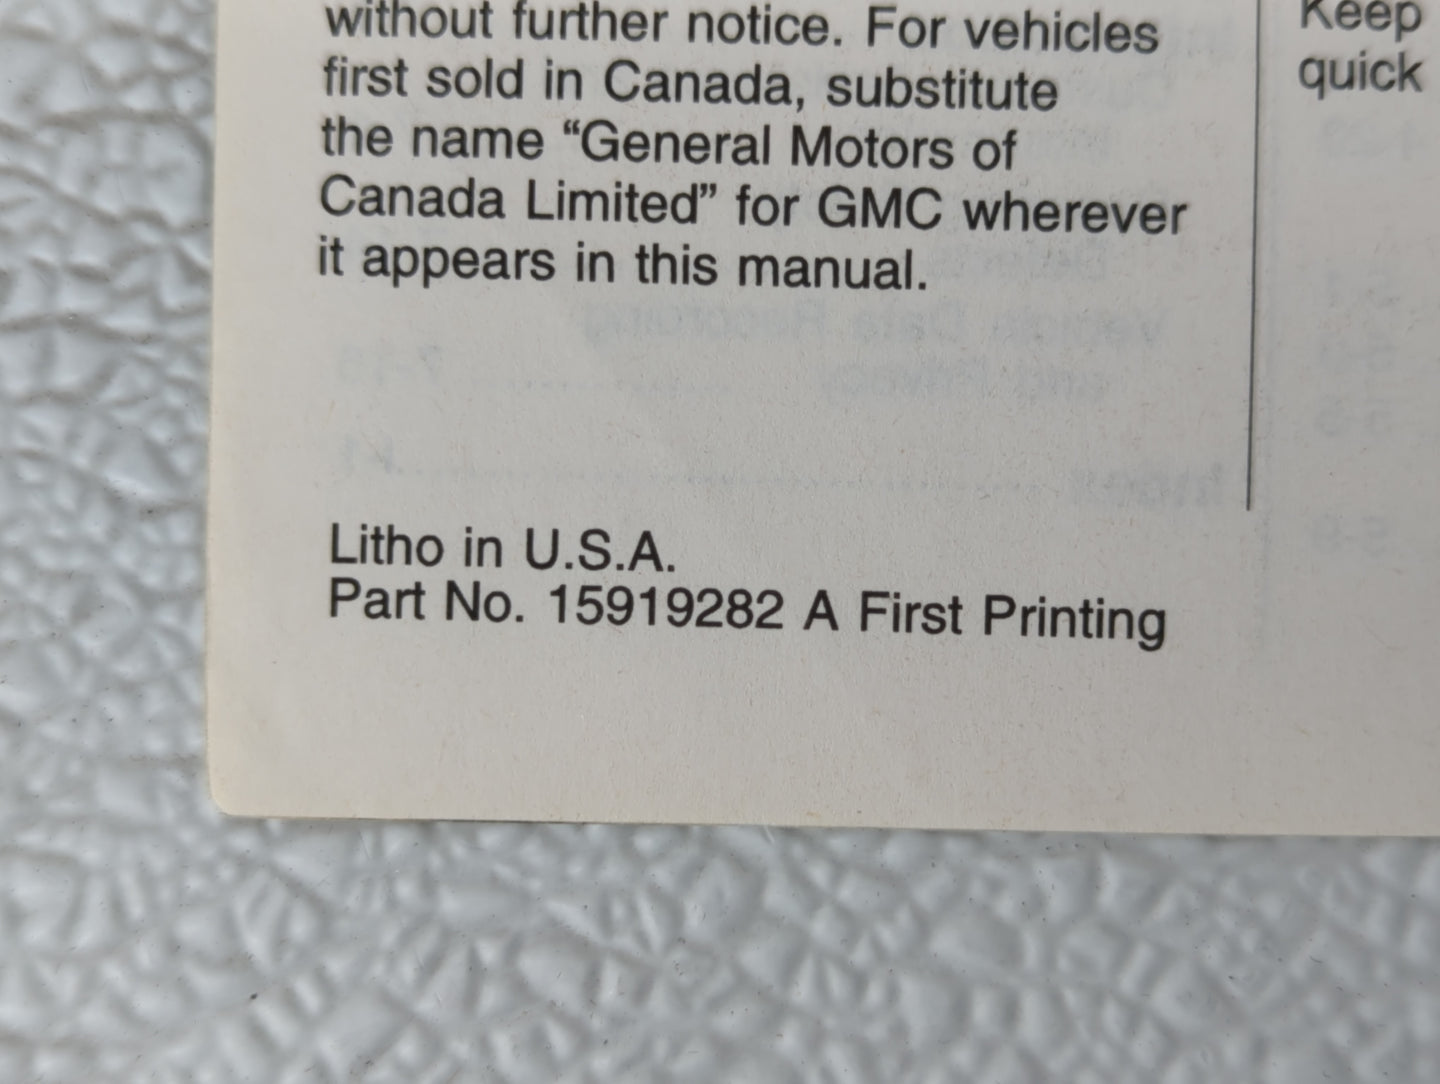 without further notice. For vehicles
first sold in Canada, substitute
the name “General Motors of
Canada Limited” for GMC wherever
it appears in this manual.
Litho in U.S.A.
Part No. 15919282 A First Printing
Keep
quick